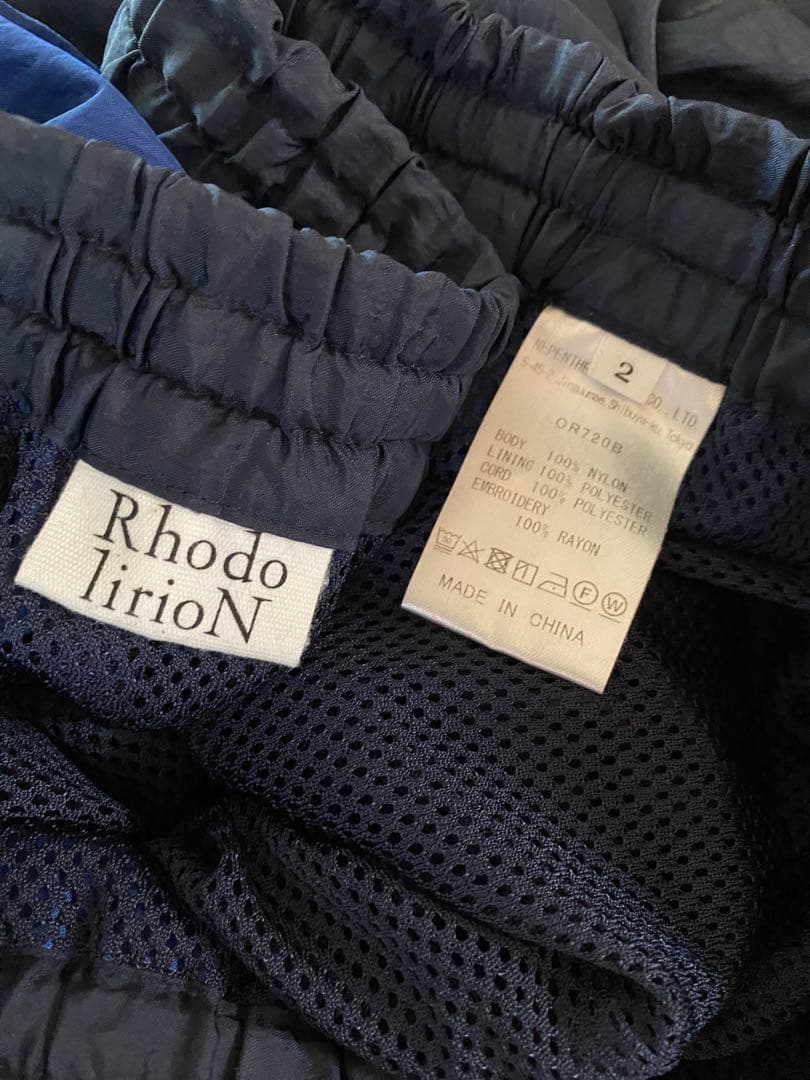 Rhodo
lirioN
2
NEPENTHE CO. LTD.
5-45-2 Jingumae, Shibuya-ku, Tokyo
OR720B
BODY 100% NYLON
LINING 100% POLYESTER
CORD 100% POLYESTER
EMBROIDERY
100% RAYON
F W
MADE IN CHINA